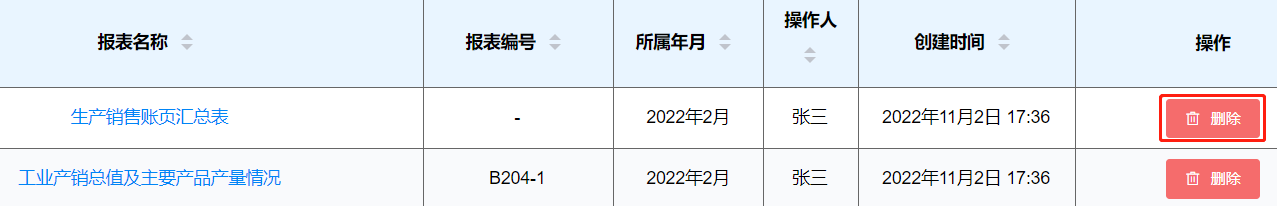 报表名称 报表编号 所属年月 操作人 创建时间 操作
生产销售账页汇总表 - 2022年2月 张三 2022年11月2日 17:36 删除
工业产销总值及主要产品产量情况 B204-1 2022年2月 张三 2022年11月2日 17:36 删除